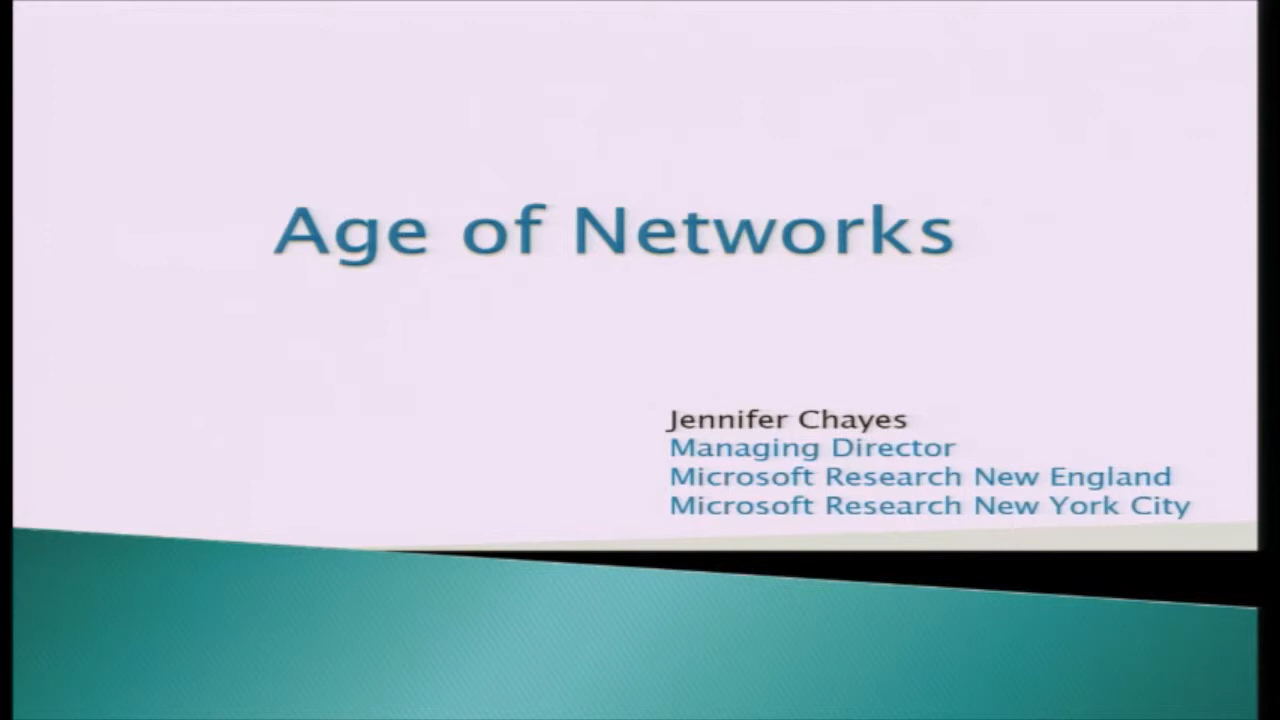 Age of Networks
Jennifer Chayes
Managing Director
Microsoft Research New England
Microsoft Research New York City